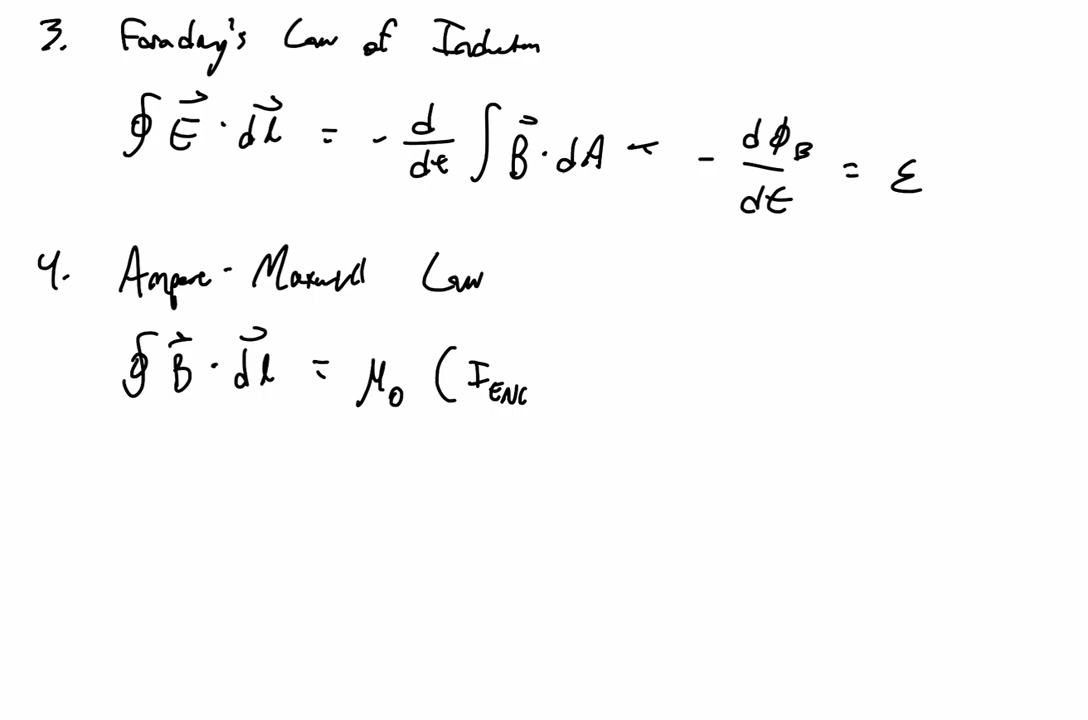 3. Faraday's Law of Induction
∮ E⃗ · dl⃗ = - d/dt ∫ B⃗ · dA ← - dϕ_B/dt = ε
4. Ampere - Maxwell Law
∮ B⃗ · dl⃗ = μ₀ (I_ENC